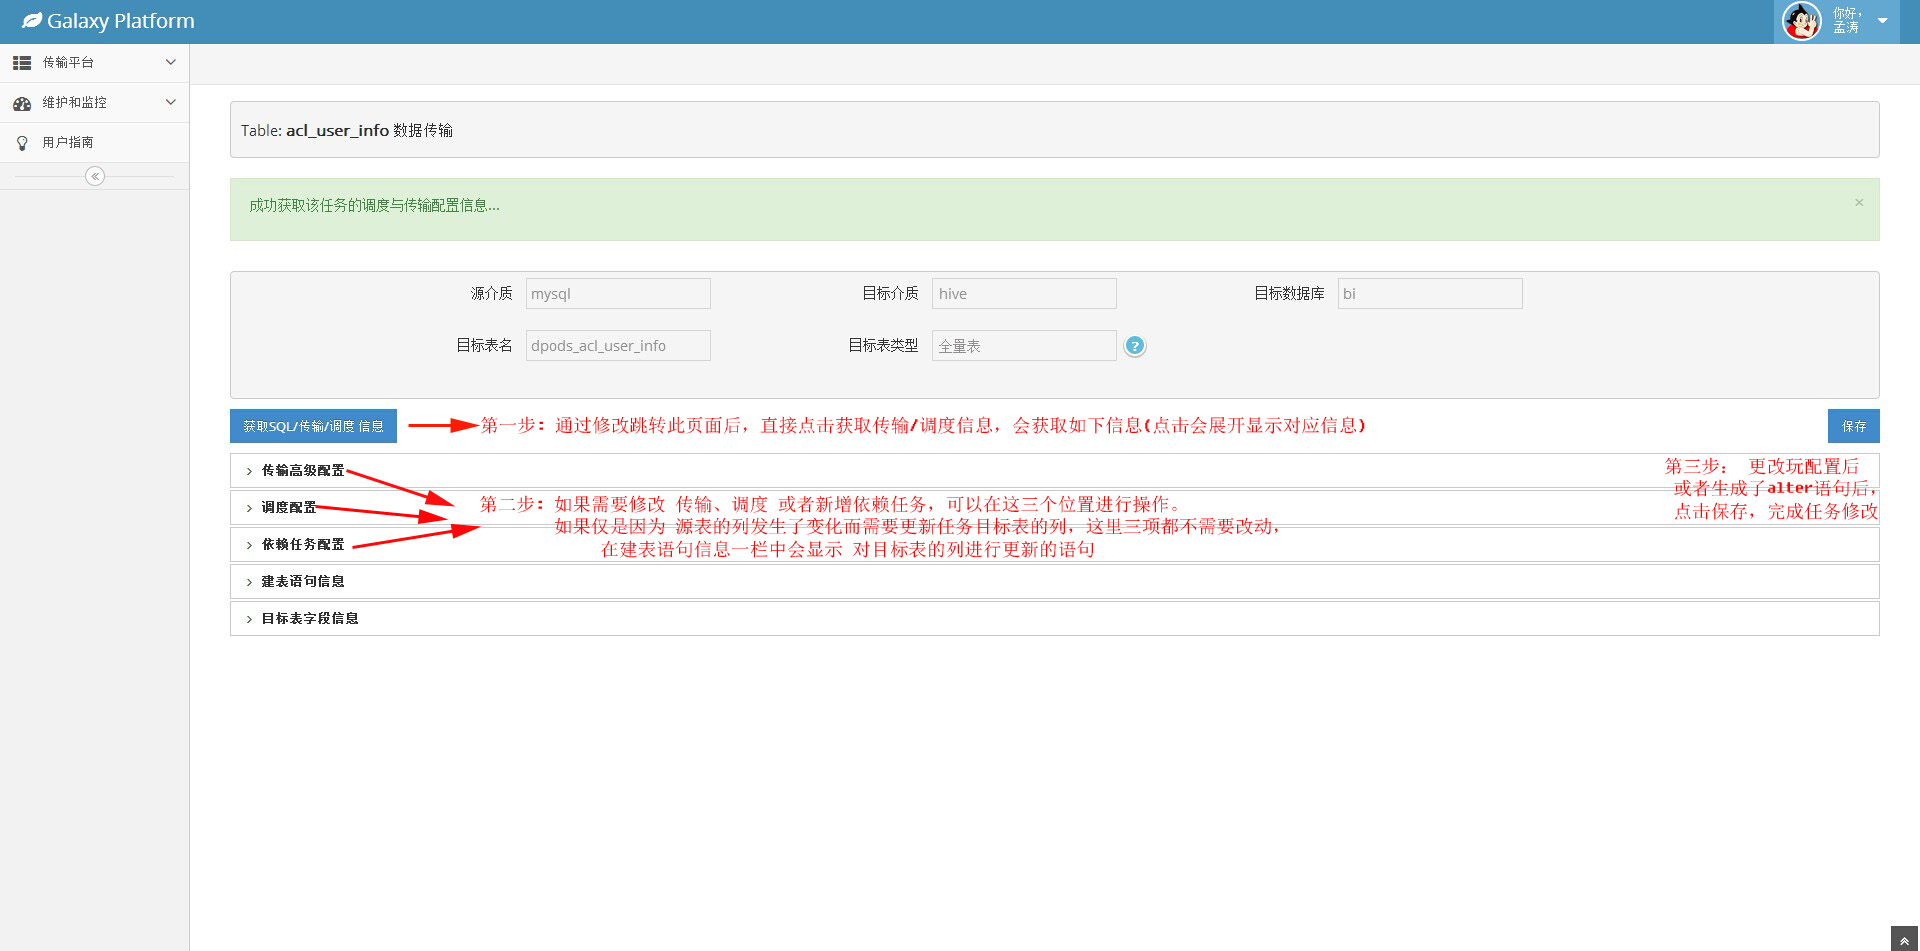 Galaxy Platform
你好，
孟涛
传输平台
维护和监控
用户指南
Table: acl_user_info 数据传输
成功获取该任务的调度与传输配置信息...
×
源介质 mysql 目标介质 hive 目标数据库 bi
目标表名 dpods_acl_user_info 目标表类型 全量表 ?
获取SQL/传输/调度 信息
第一步：通过修改跳转此页面后，直接点击获取传输/调度信息，会获取如下信息(点击会展开显示对应信息)
保存
传输高级配置
调度配置
依赖任务配置
建表语句信息
目标表字段信息
第二步：如果需要修改 传输、调度 或者新增依赖任务，可以在这三个位置进行操作。
如果仅是因为 源表的列发生了变化而需要更新任务目标表的列，这里三项都不需要改动，
在建表语句信息一栏中会显示 对目标表的列进行更新的语句
第三步： 更改玩配置后
或者生成了alter语句后，
点击保存，完成任务修改